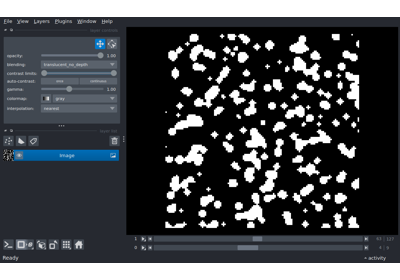 File View Layers Plugins Window Help
opacity: 1.00
blending: translucent_no_depth
contrast limits:
auto-contrast: once continuous
gamma: 1.00
colormap: gray
interpolation: nearest
Image
1
0
Ready activity